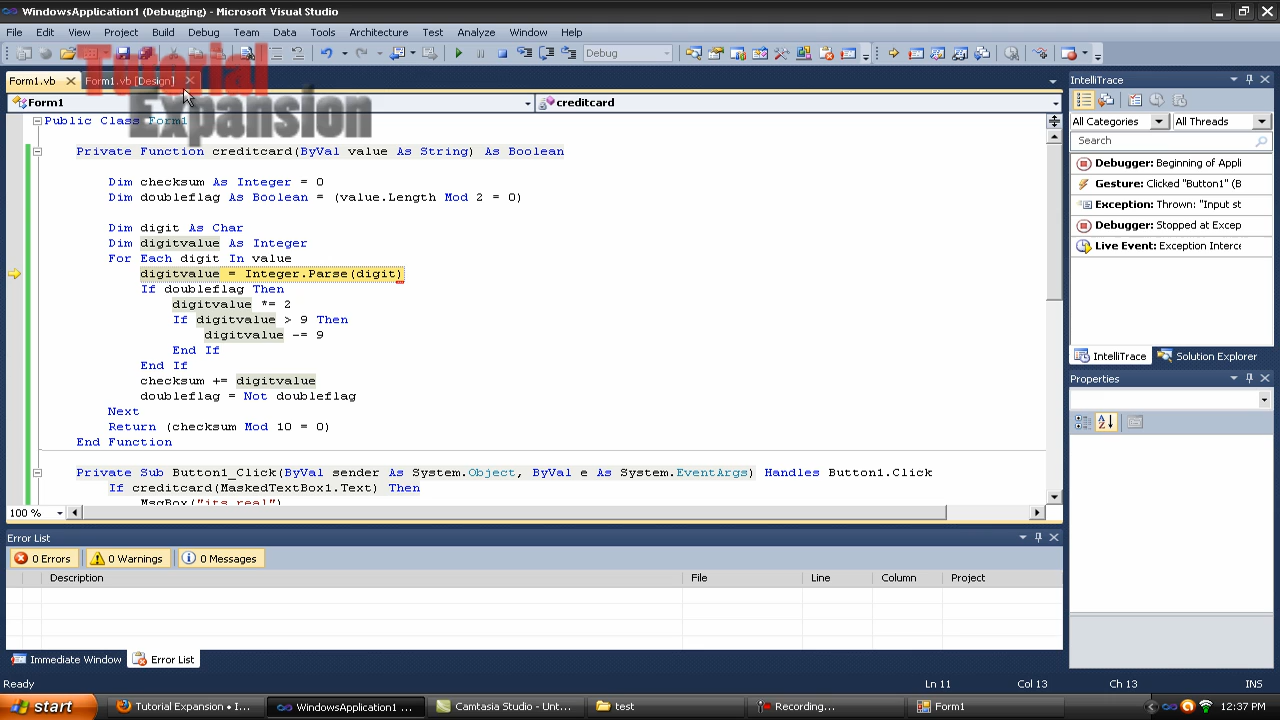 WindowsApplication1 (Debugging) - Microsoft Visual Studio
File Edit View Project Build Debug Team Data Tools Architecture Test Analyze Window Help
Debug
Form1.vb Form1.vb [Design]
Tutorial
Expansion
Form1 creditcard
Public Class Form1
Private Function creditcard(ByVal value As String) As Boolean
Dim checksum As Integer = 0
Dim doubleflag As Boolean = (value.Length Mod 2 = 0)
Dim digit As Char
Dim digitvalue As Integer
For Each digit In value
digitvalue = Integer.Parse(digit)
If doubleflag Then
digitvalue *= 2
If digitvalue > 9 Then
digitvalue -= 9
End If
End If
checksum += digitvalue
doubleflag = Not doubleflag
Next
Return (checksum Mod 10 = 0)
End Function
Private Sub Button1_Click(ByVal sender As System.Object, ByVal e As System.EventArgs) Handles Button1.Click
If creditcard(MaskedTextBox1.Text) Then
MsgBox("its real")
100 %
IntelliTrace
All Categories All Threads
Search
Debugger: Beginning of Appli
Gesture: Clicked "Button1" (B
Exception: Thrown: "Input st
Debugger: Stopped at Excep
Live Event: Exception Interce
IntelliTrace Solution Explorer
Properties
Error List
0 Errors 0 Warnings 0 Messages
Description File Line Column Project
Immediate Window Error List
Ready Ln 11 Col 13 Ch 13 INS
start Tutorial Expansion • I... WindowsApplication1 ... Camtasia Studio - Unt... test Recording... Form1 12:37 PM